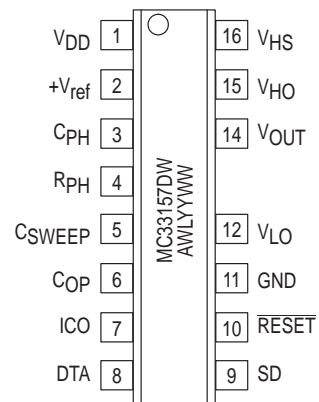 VDD 1 16 VHS
+Vref 2 15 VHO
CPH 3 14 VOUT
RPH 4
CSWEEP 5 12 VLO
COP 6 11 GND
ICO 7 10 RESET
DTA 8 9 SD
MC33157DW
AWLYYWW